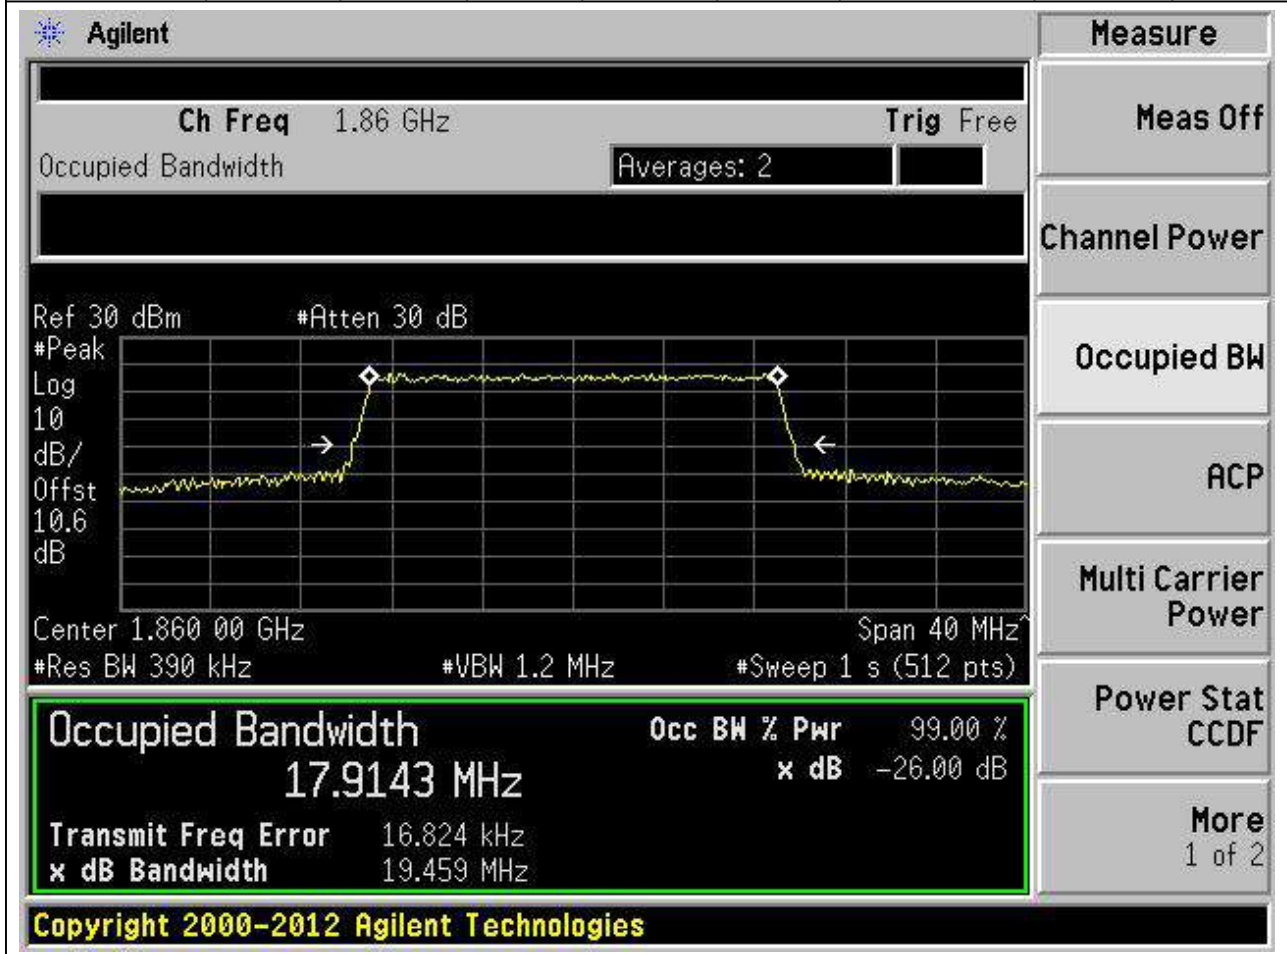 Agilent
Measure
Ch Freq 1.86 GHz Trig Free
Occupied Bandwidth Averages: 2
Ref 30 dBm #Atten 30 dB
#Peak
Log
10
dB/
Offst
10.6
dB
Center 1.860 00 GHz Span 40 MHz^
#Res BW 390 kHz #VBW 1.2 MHz #Sweep 1 s (512 pts)
Occupied Bandwidth Occ BW % Pwr 99.00 %
17.9143 MHz x dB -26.00 dB
Transmit Freq Error 16.824 kHz
x dB Bandwidth 19.459 MHz
Meas Off
Channel Power
Occupied BW
ACP
Multi Carrier
Power
Power Stat
CCDF
More
1 of 2
Copyright 2000-2012 Agilent Technologies